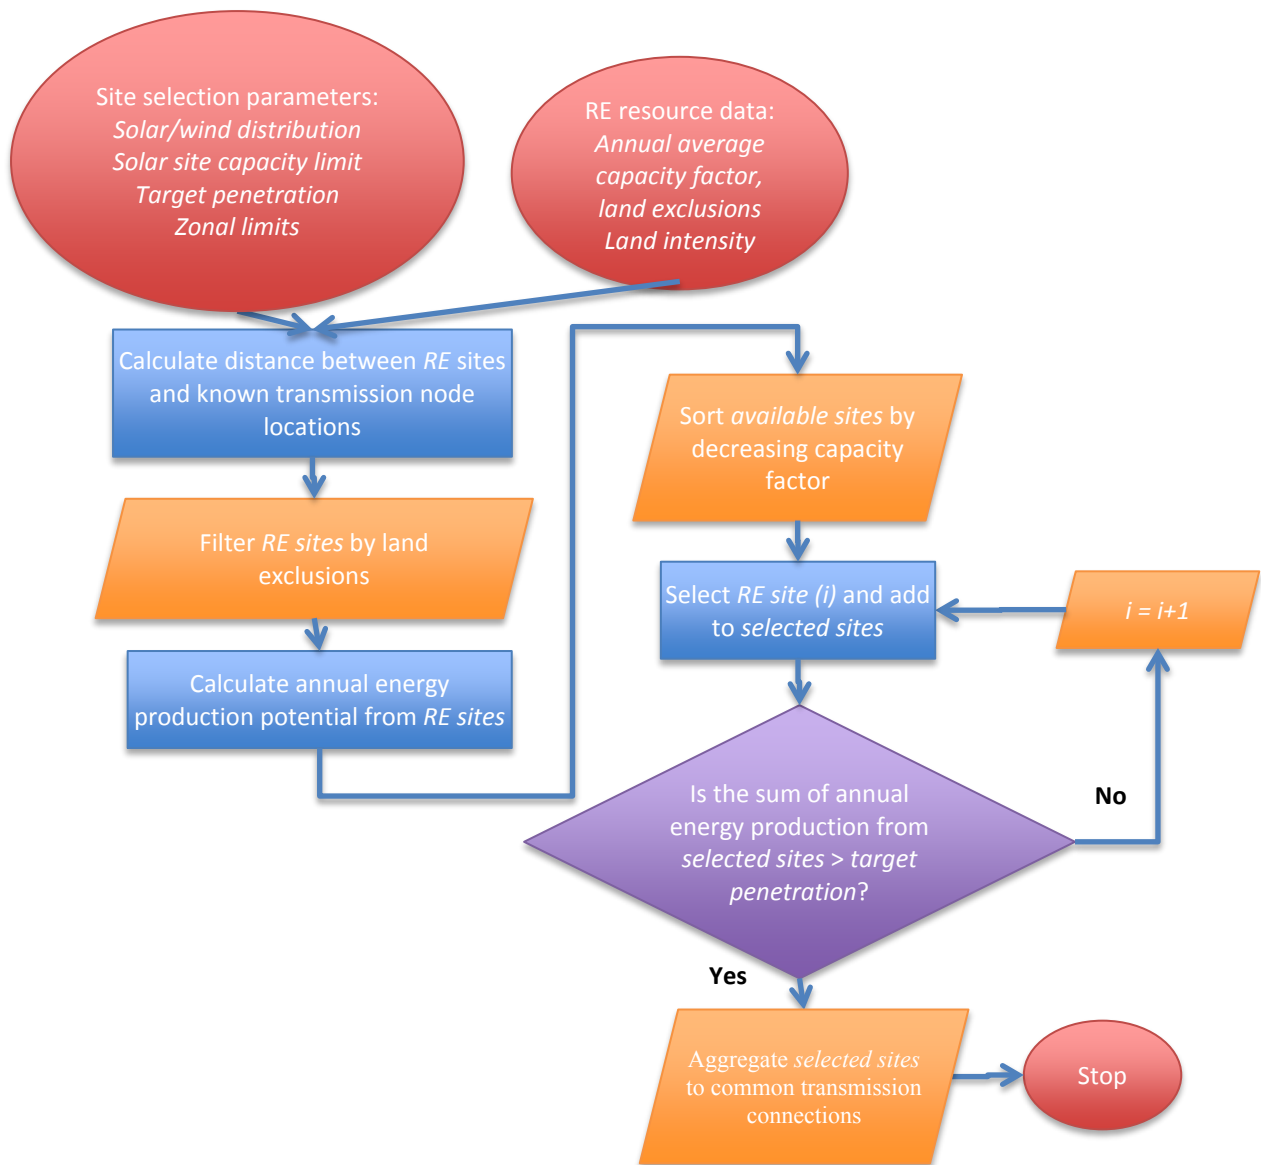 Site selection parameters:
Solar/wind distribution
Solar site capacity limit
Target penetration
Zonal limits
RE resource data:
Annual average
capacity factor,
land exclusions
Land intensity
Calculate distance between RE sites
and known transmission node
locations
Filter RE sites by land
exclusions
Calculate annual energy
production potential from RE sites
Sort available sites by
decreasing capacity
factor
Select RE site (i) and add
to selected sites
i = i+1
Is the sum of annual
energy production from
selected sites > target
penetration?
No
Yes
Aggregate selected sites
to common transmission
connections
Stop